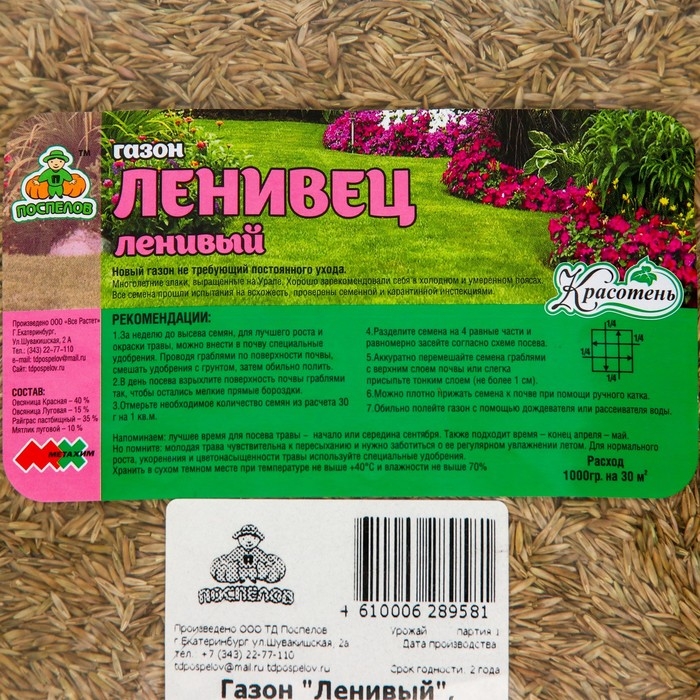 ТМ
ПОСПЕЛОВ
газон
ЛЕНИВЕЦ
ленивый
Новый газон не требующий постоянного ухода.
Многолетние злаки, выращенные на Урале. Хорошо зарекомендовали себя в холодном и умеренном поясах.
Все семена прошли испытания на всхожесть, проверены семенной и карантинной инспекциями.
Красотень
Произведено ООО «Все Растет»
Г.Екатеринбург,
Ул.Шувакишская, 2 А
Тел.: (343) 22-77-110
e-mail: tdpospelov@mail.ru
Сайт: tdpospelov.ru
СОСТАВ:
Овсяница Красная – 40 %
Овсяница Луговая – 15 %
Райграс пастбищный – 35 %
Мятлик луговой – 10 %
МЕТАХИМ
РЕКОМЕНДАЦИИ:
1.За неделю до высева семян, для лучшего роста и
окраски травы, можно внести в почву специальные
удобрения. Проводя граблями по поверхности почвы,
смешать удобрения с грунтом, затем обильно полить.
2.В день посева взрыхлите поверхность почвы граблями
так, чтобы остались мелкие прямые бороздки.
3.Отмерьте необходимое количество семян из расчета 30
г на 1 кв.м.
4.Разделите семена на 4 равные части и
равномерно засейте согласно схеме посева.
5.Аккуратно перемешайте семена граблями
с верхним слоем почвы или слегка
присыпьте тонким слоем (не более 1 см).
6.Можно плотно прижать семена к почве при помощи ручного катка.
7.Обильно полейте газон с помощью дождевателя или рассеивателя воды.
1/4
1/4
1/4
1/4
Напоминаем: лучшее время для посева травы – начало или середина сентября. Также подходит время – конец апреля – май.
Но помните: молодая трава чувствительна к пересыханию и нужно заботиться о ее регулярном увлажнении летом. Для нормального
роста, укоренения и цветонасыщенности травы используйте специальные удобрения.
Хранить в сухом темном месте при температуре не выше +40°С и влажности не выше 70%
Расход
1000гр. на 30 м²
ПОСПЕЛОВ
4 610006 289581
Произведено ООО ТД Поспелов
г.Екатеринбург ул.Шувакишская, 2а
тел. +7 (343) 22-77-110
tdpospelov@mail.ru tdpospelov.ru
Урожай партия 1
Дата производства
Срок годности: 2 года
Газон "Ленивый",